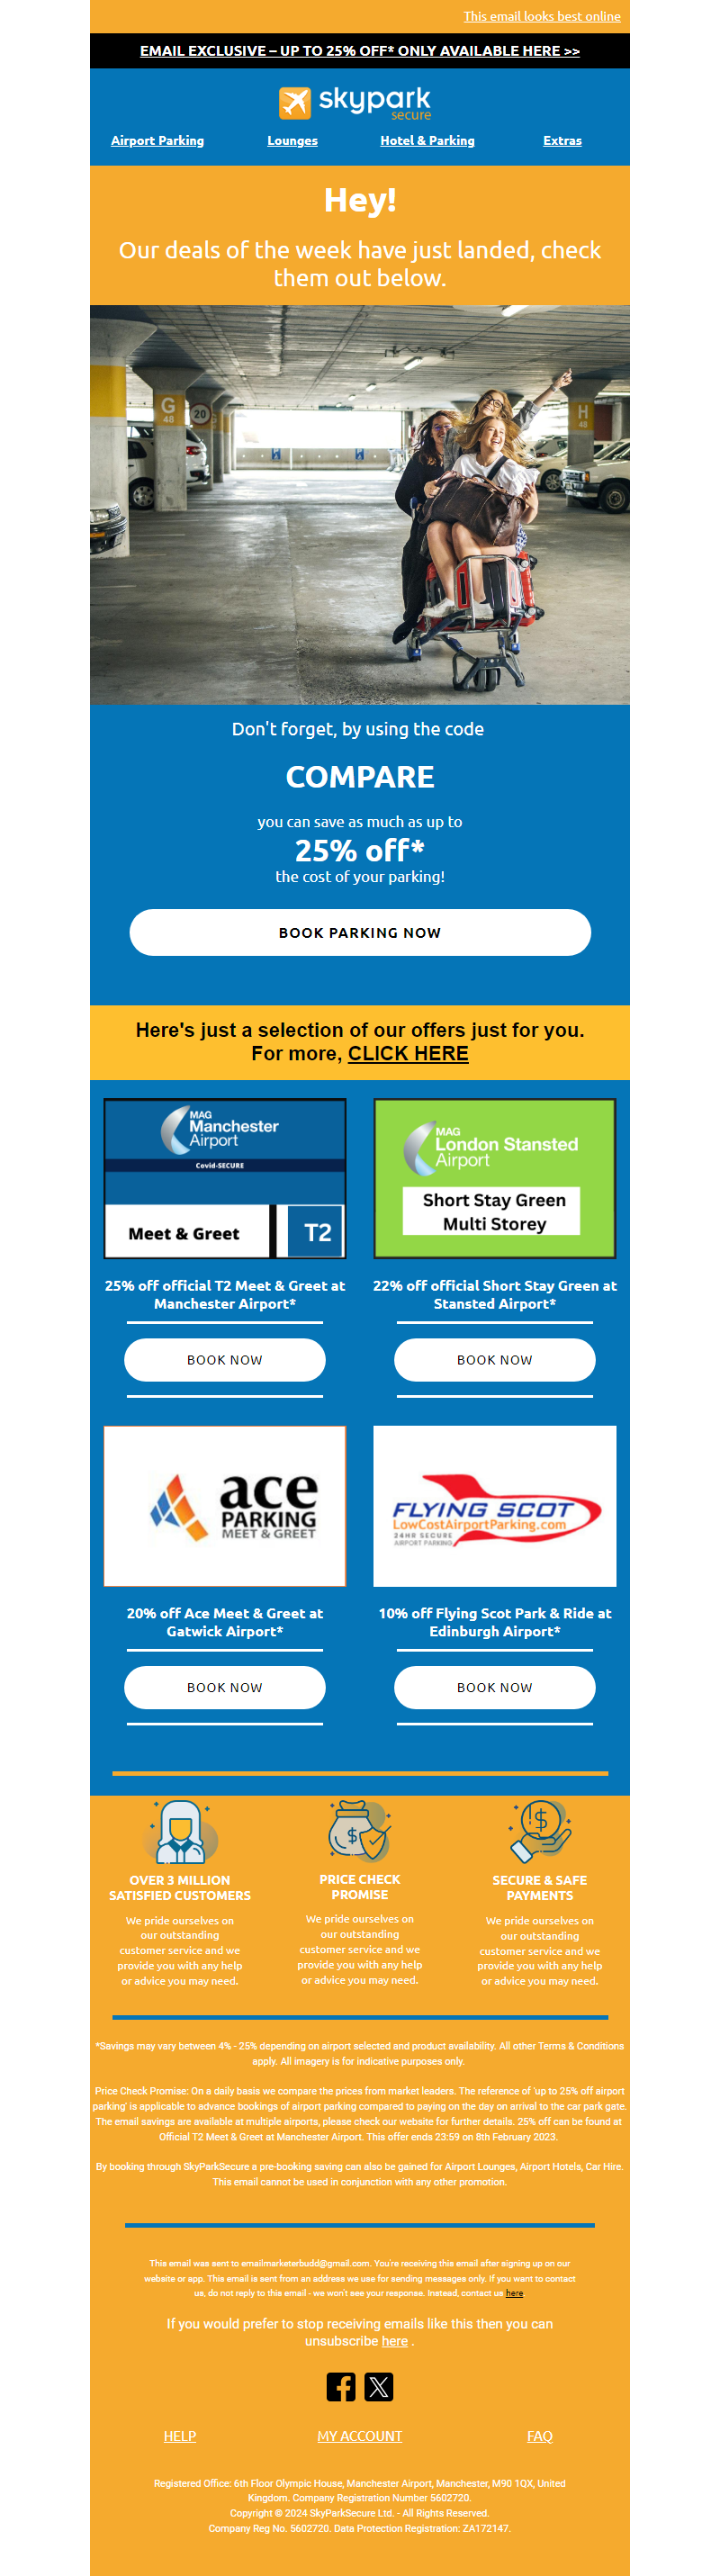 This email looks best online
EMAIL EXCLUSIVE – UP TO 25% OFF* ONLY AVAILABLE HERE >>
skypark
secure
Airport Parking Lounges Hotel & Parking Extras
Hey!
Our deals of the week have just landed, check
them out below.
G
48
20
G
H
48
Don't forget, by using the code
COMPARE
you can save as much as up to
25% off*
the cost of your parking!
BOOK PARKING NOW
Here's just a selection of our offers just for you.
For more, CLICK HERE
MAG
Manchester
Airport
Covid-SECURE
Meet & Greet T2
MAG
London Stansted
Airport
Short Stay Green
Multi Storey
25% off official T2 Meet & Greet at
Manchester Airport*
BOOK NOW
22% off official Short Stay Green at
Stansted Airport*
BOOK NOW
ace
PARKING
MEET & GREET
FLYING SCOT
LowCostAirportParking.com
24HR SECURE
AIRPORT PARKING
20% off Ace Meet & Greet at
Gatwick Airport*
BOOK NOW
10% off Flying Scot Park & Ride at
Edinburgh Airport*
BOOK NOW
OVER 3 MILLION
SATISFIED CUSTOMERS
We pride ourselves on
our outstanding
customer service and we
provide you with any help
or advice you may need.
PRICE CHECK
PROMISE
We pride ourselves on
our outstanding
customer service and we
provide you with any help
or advice you may need.
SECURE & SAFE
PAYMENTS
We pride ourselves on
our outstanding
customer service and we
provide you with any help
or advice you may need.
*Savings may vary between 4% - 25% depending on airport selected and product availability. All other Terms & Conditions
apply. All imagery is for indicative purposes only.
Price Check Promise: On a daily basis we compare the prices from market leaders. The reference of 'up to 25% off airport
parking' is applicable to advance bookings of airport parking compared to paying on the day on arrival to the car park gate.
The email savings are available at multiple airports, please check our website for further details. 25% off can be found at
Official T2 Meet & Greet at Manchester Airport. This offer ends 23:59 on 8th February 2023.
By booking through SkyParkSecure a pre-booking saving can also be gained for Airport Lounges, Airport Hotels, Car Hire.
This email cannot be used in conjunction with any other promotion.
This email was sent to emailmarketerbudd@gmail.com. You're receiving this email after signing up on our
website or app. This email is sent from an address we use for sending messages only. If you want to contact
us, do not reply to this email - we won't see your response. Instead, contact us here
If you would prefer to stop receiving emails like this then you can
unsubscribe here .
HELP MY ACCOUNT FAQ
Registered Office: 6th Floor Olympic House, Manchester Airport, Manchester, M90 1QX, United
Kingdom. Company Registration Number 5602720.
Copyright © 2024 SkyParkSecure Ltd. - All Rights Reserved.
Company Reg No. 5602720. Data Protection Registration: ZA172147.